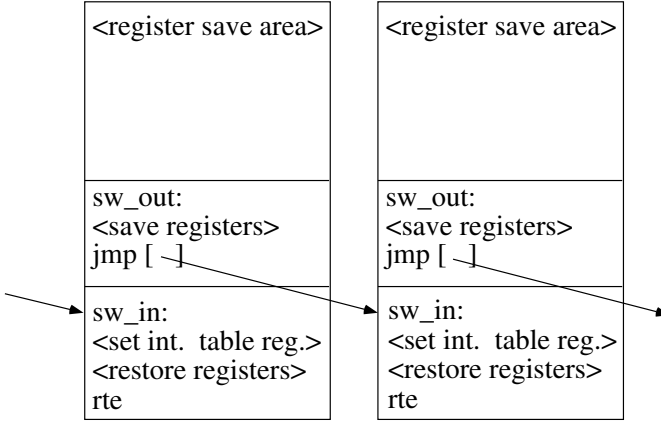 <register save area>
sw_out:
<save registers>
jmp [ ]
sw_in:
<set int. table reg.>
<restore registers>
rte
<register save area>
sw_out:
<save registers>
jmp [ ]
sw_in:
<set int. table reg.>
<restore registers>
rte